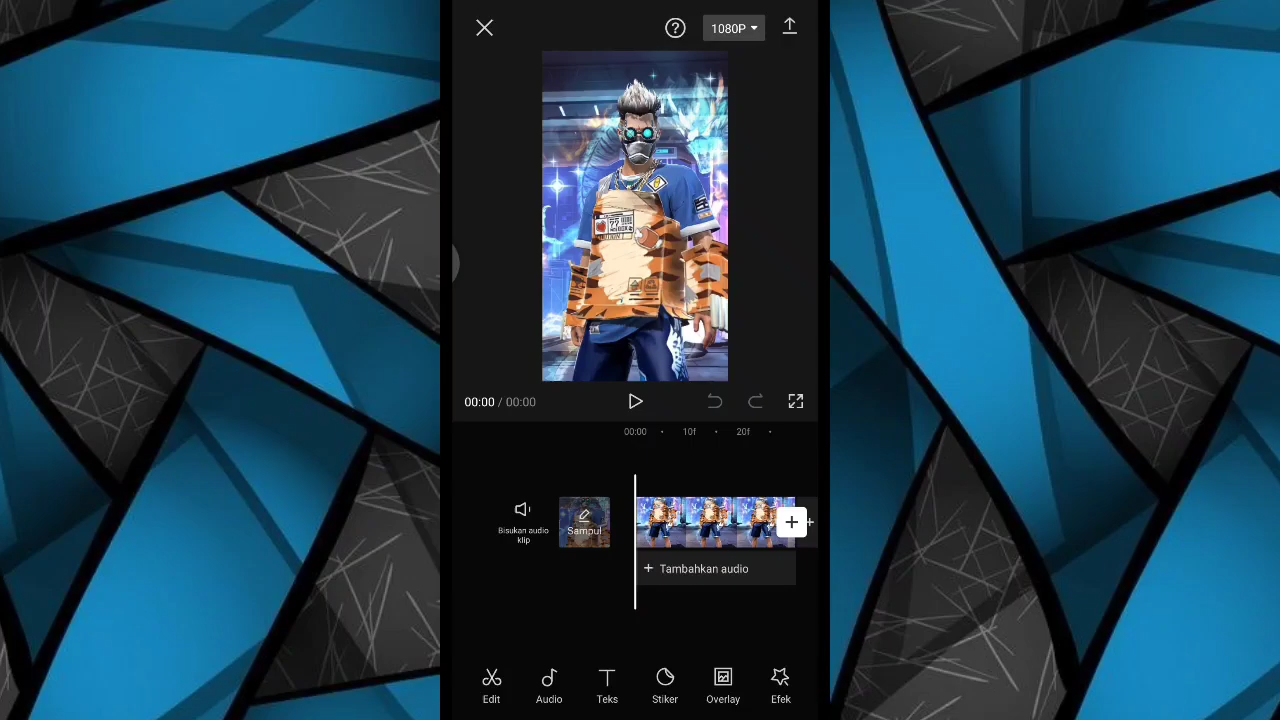 1080P
00:00 / 00:00
00:00 10f 20f
Bisukan audio
klip
Sampul
Tambahkan audio
Edit Audio Teks Stiker Overlay Efek